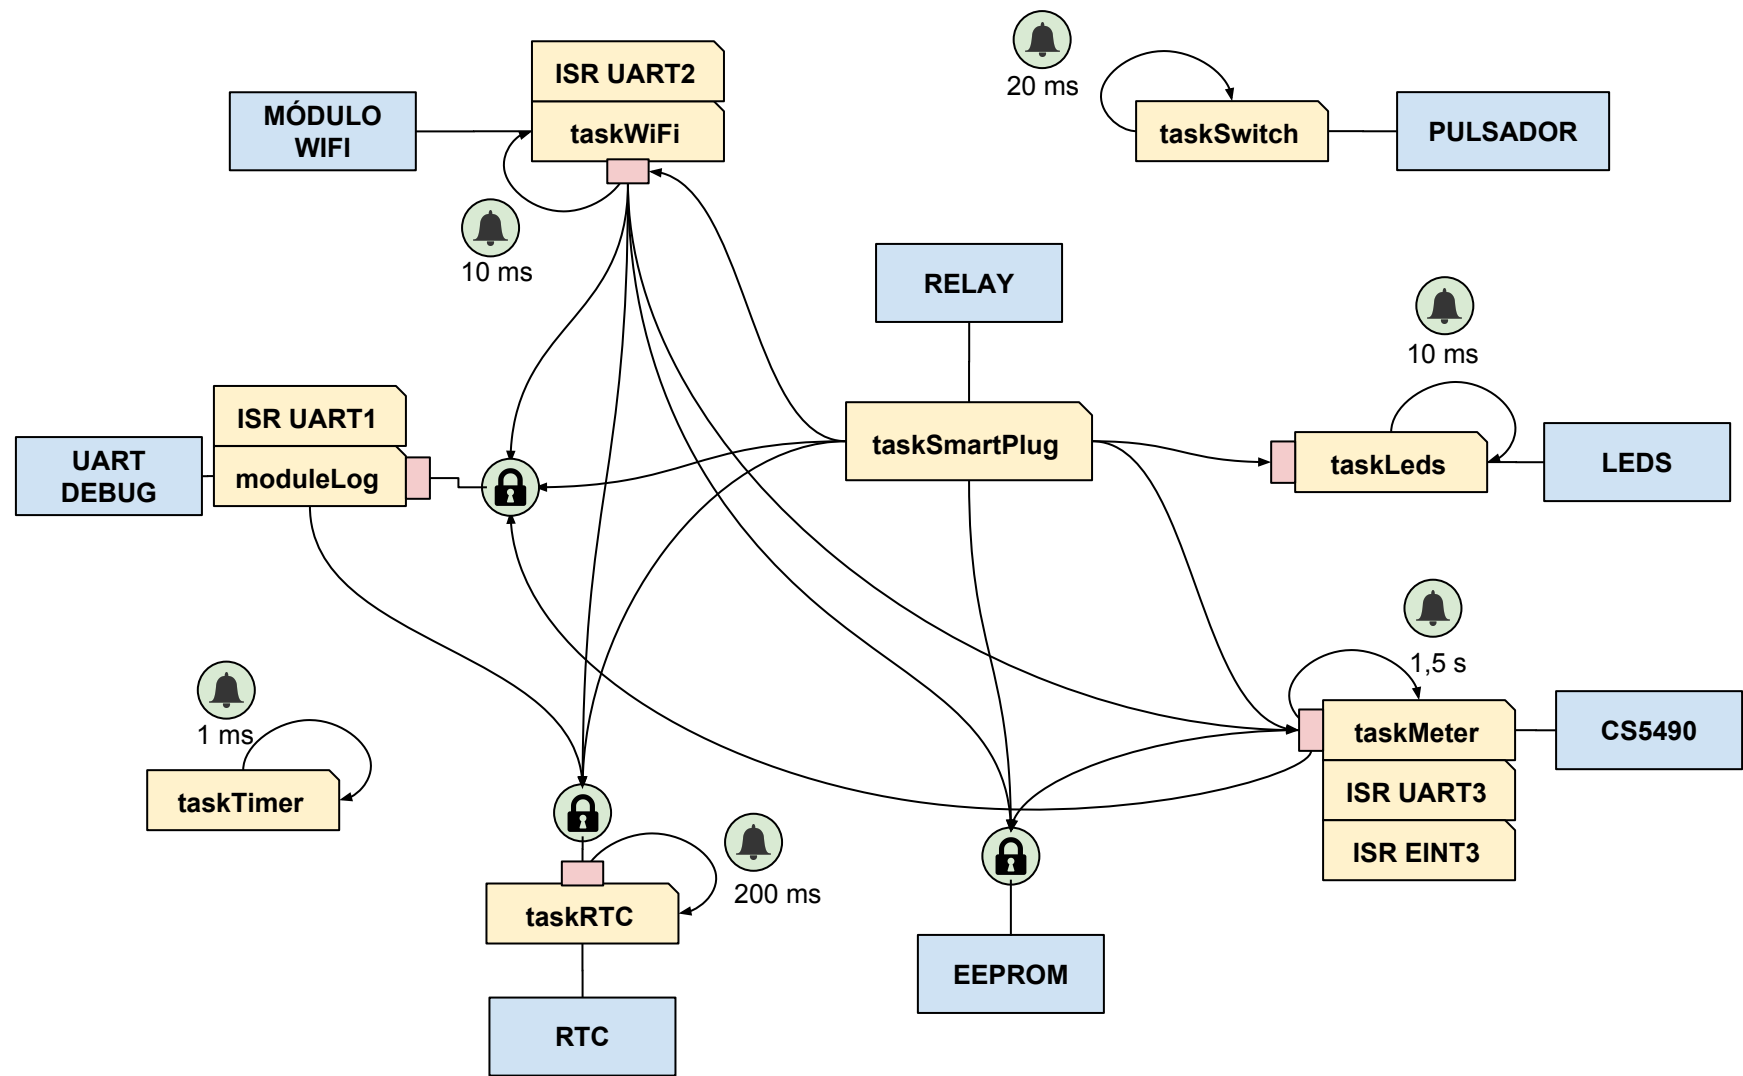 ISR UART2
MÓDULO
WIFI
taskWiFi
10 ms
20 ms
taskSwitch
PULSADOR
RELAY
10 ms
ISR UART1
UART
DEBUG
moduleLog
taskSmartPlug
taskLeds
LEDS
1,5 s
1 ms
taskTimer
taskMeter
CS5490
ISR UART3
ISR EINT3
200 ms
taskRTC
EEPROM
RTC